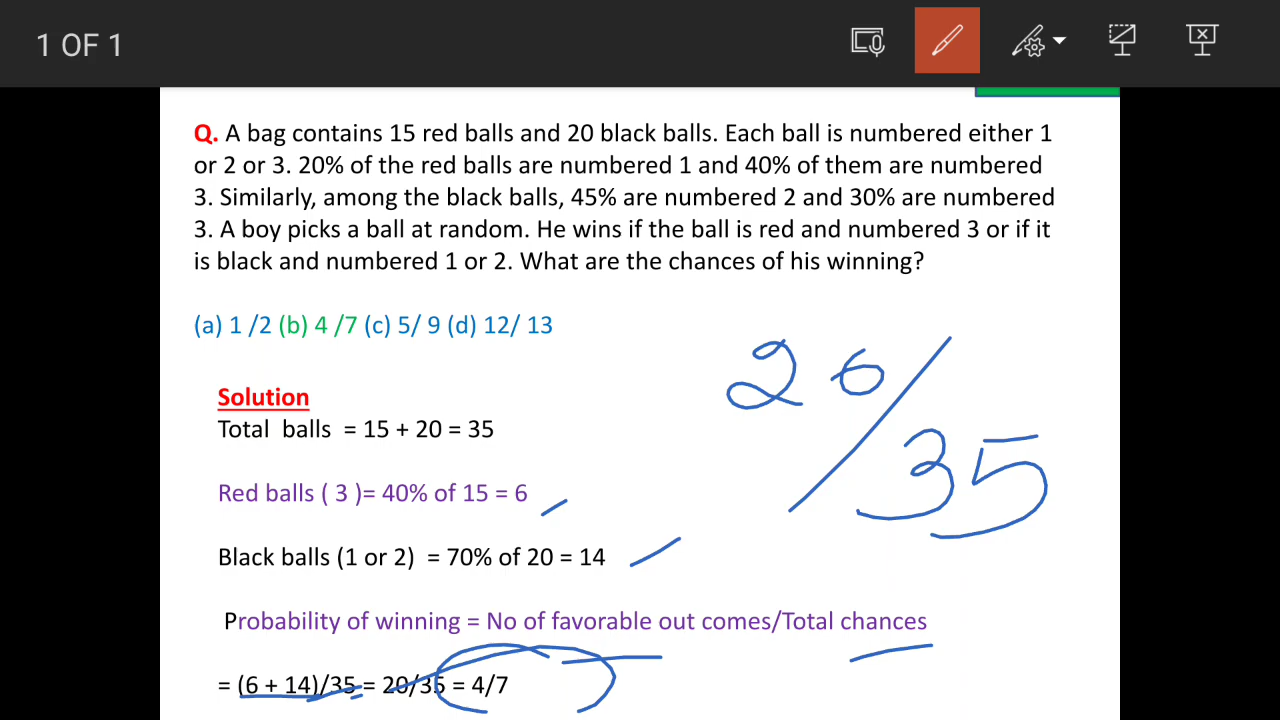 1 OF 1
Q. A bag contains 15 red balls and 20 black balls. Each ball is numbered either 1
or 2 or 3. 20% of the red balls are numbered 1 and 40% of them are numbered
3. Similarly, among the black balls, 45% are numbered 2 and 30% are numbered
3. A boy picks a ball at random. He wins if the ball is red and numbered 3 or if it
is black and numbered 1 or 2. What are the chances of his winning?
(a) 1 /2 (b) 4 /7 (c) 5/ 9 (d) 12/ 13
26/35
Solution
Total balls = 15 + 20 = 35
Red balls ( 3 )= 40% of 15 = 6
Black balls (1 or 2) = 70% of 20 = 14
Probability of winning = No of favorable out comes/Total chances
= (6 + 14)/35 = 20/35 = 4/7